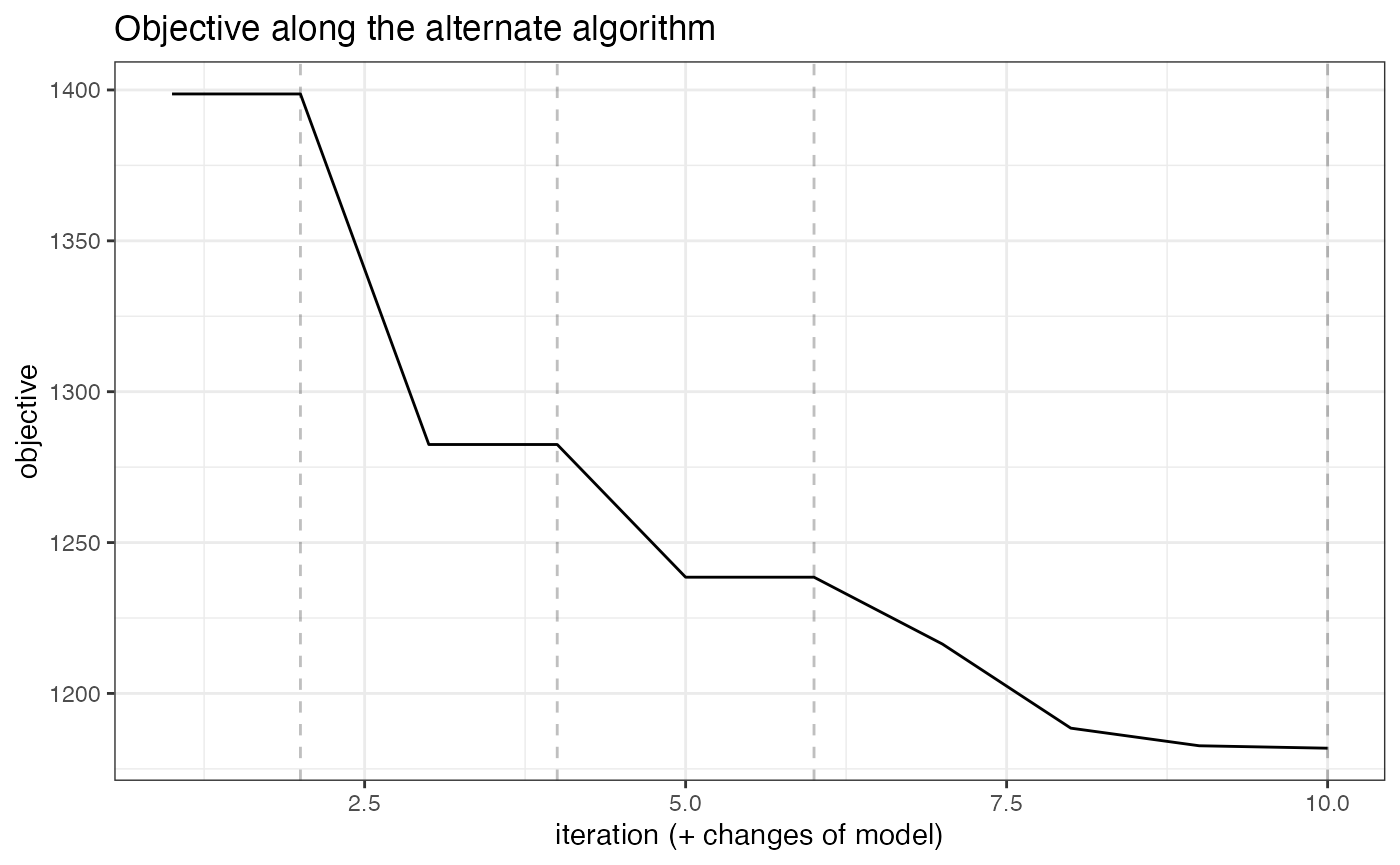 Objective along the alternate algorithm
1400
1350
1300
1250
1200
objective
2.5 5.0 7.5 10.0
iteration (+ changes of model)